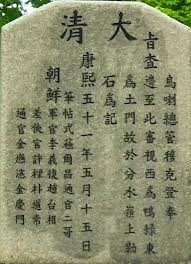 大清
烏喇總管穆克登奉
旨査邊至此審視西爲鴨綠東
爲土門故於分水嶺上勒
石爲記
康熙五十一年五月十五日
筆帖式蘇爾昌通官二哥
朝鮮軍官李義復趙台相
差使官許樑朴道常
通官金應金慶門